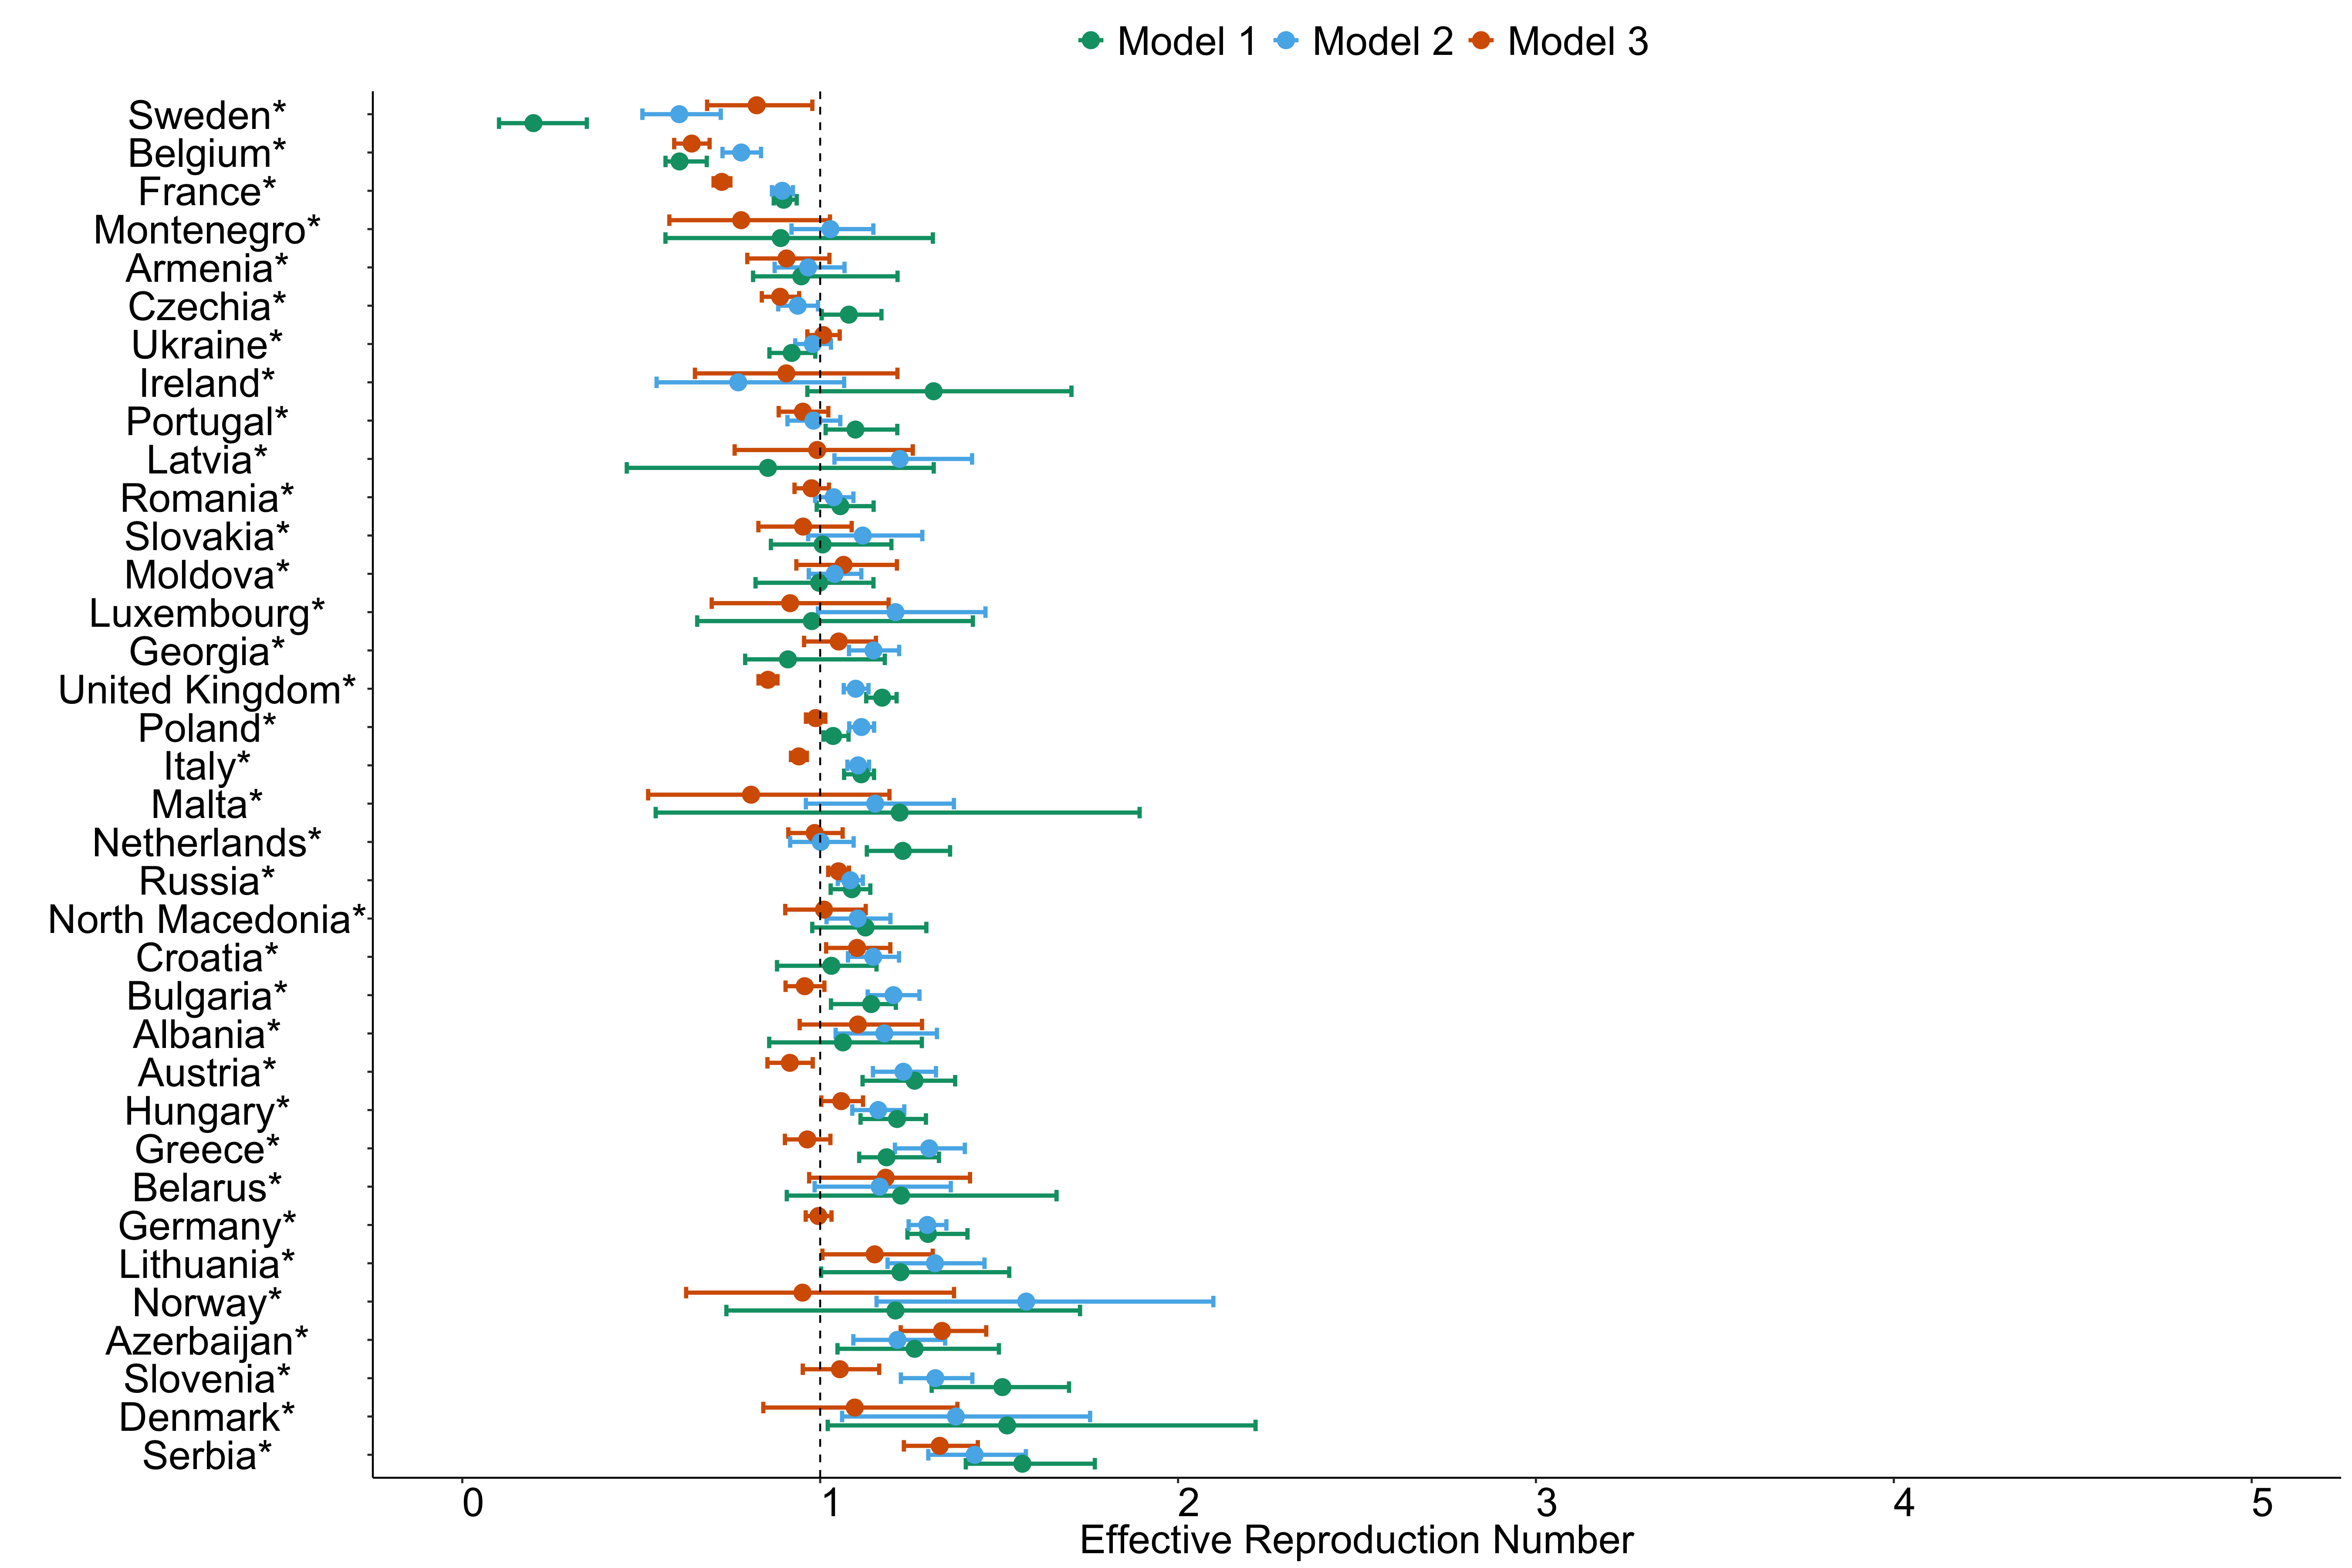 Model 1 Model 2 Model 3
Sweden*
Belgium*
France*
Montenegro*
Armenia*
Czechia*
Ukraine*
Ireland*
Portugal*
Latvia*
Romania*
Slovakia*
Moldova*
Luxembourg*
Georgia*
United Kingdom*
Poland*
Italy*
Malta*
Netherlands*
Russia*
North Macedonia*
Croatia*
Bulgaria*
Albania*
Austria*
Hungary*
Greece*
Belarus*
Germany*
Lithuania*
Norway*
Azerbaijan*
Slovenia*
Denmark*
Serbia*
0 1 2 3 4 5
Effective Reproduction Number